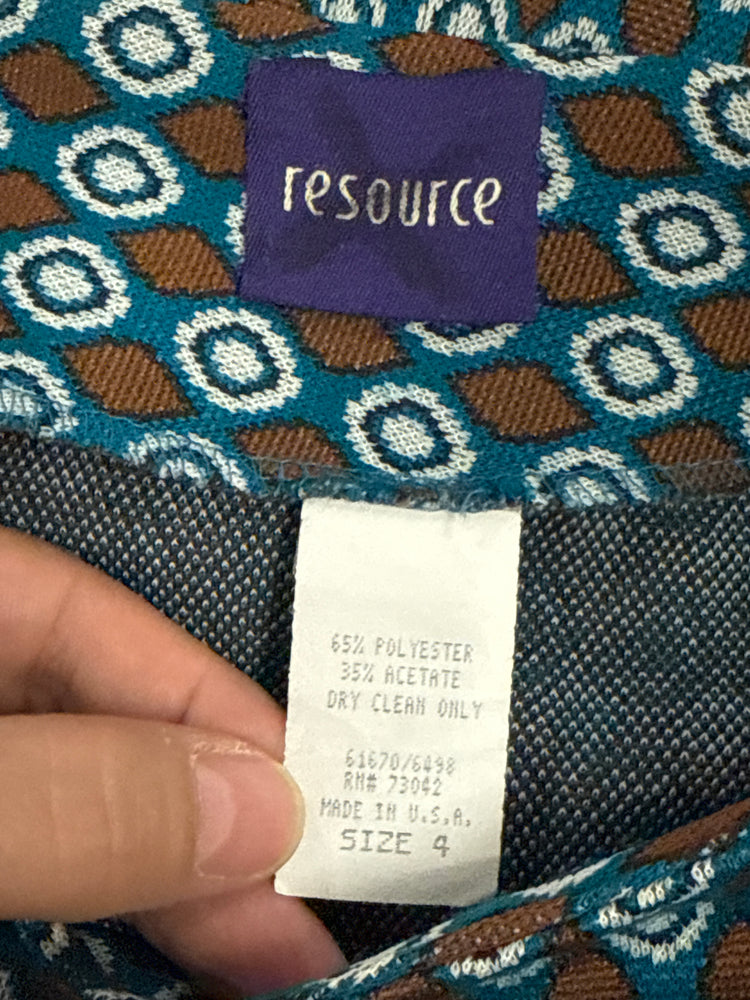 resource
65% POLYESTER
35% ACETATE
DRY CLEAN ONLY
61670/6498
RN# 73042
MADE IN U.S.A.
SIZE 4